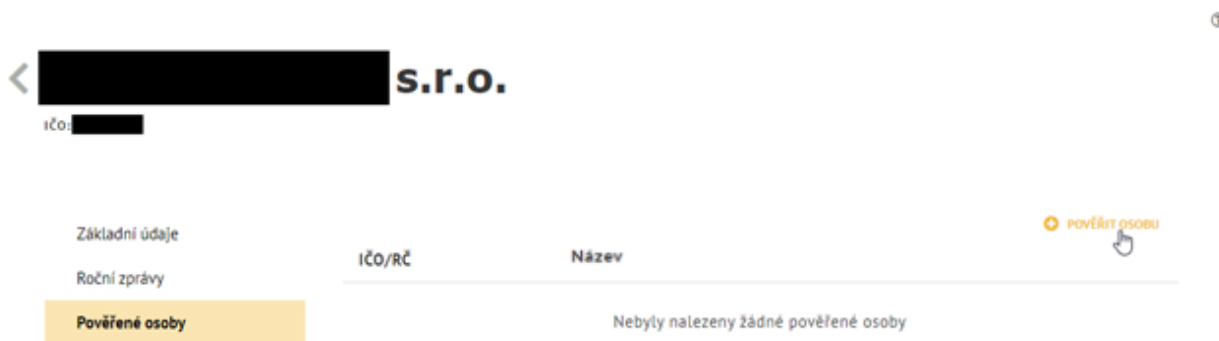 s.r.o.
IČO:
POVĚŘIT OSOBU
Základní údaje
IČO/RČ Název
Roční zprávy
Pověřené osoby
Nebyly nalezeny žádné pověřené osoby